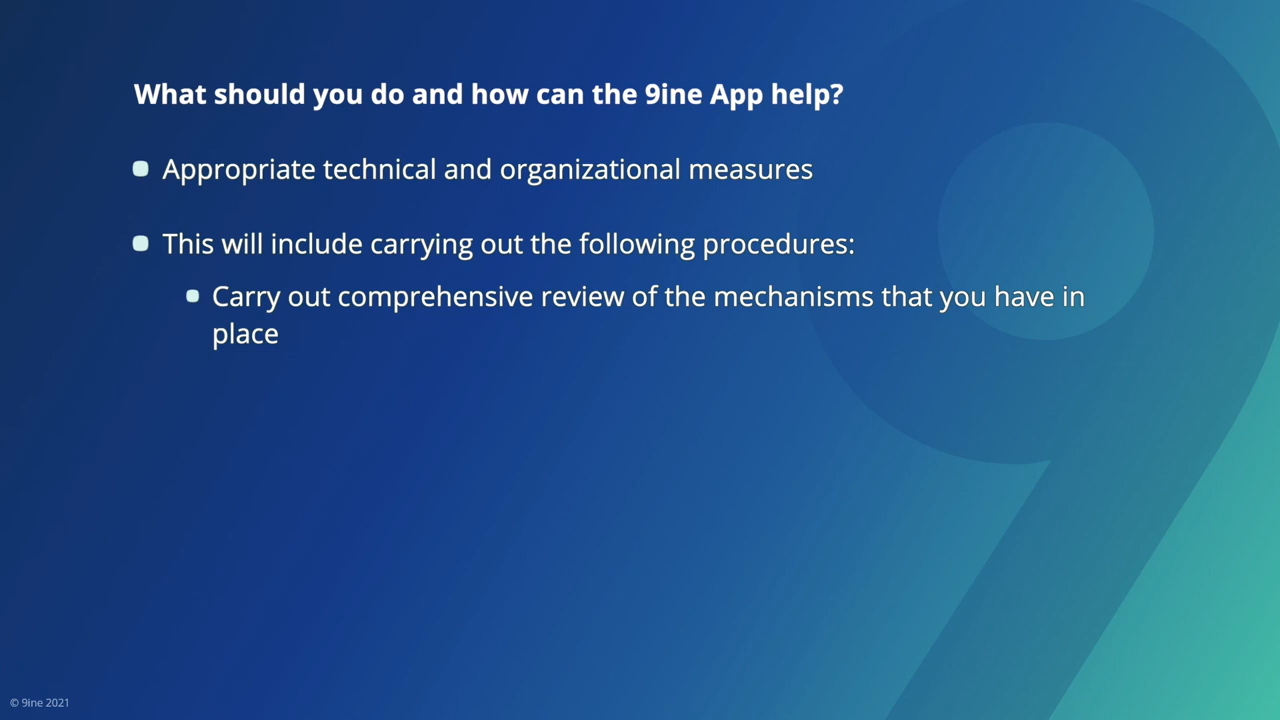 What should you do and how can the 9ine App help?
Appropriate technical and organizational measures
This will include carrying out the following procedures:
Carry out comprehensive review of the mechanisms that you have in
place
© 9ine 2021